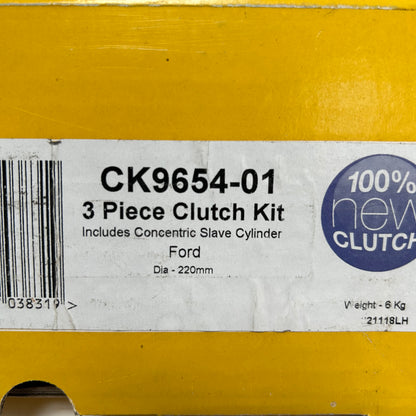 CK9654-01
3 Piece Clutch Kit
Includes Concentric Slave Cylinder
Ford
Dia - 220mm
100%
new
CLUTCH
038319 >
Weight - 6 Kg
21118LH